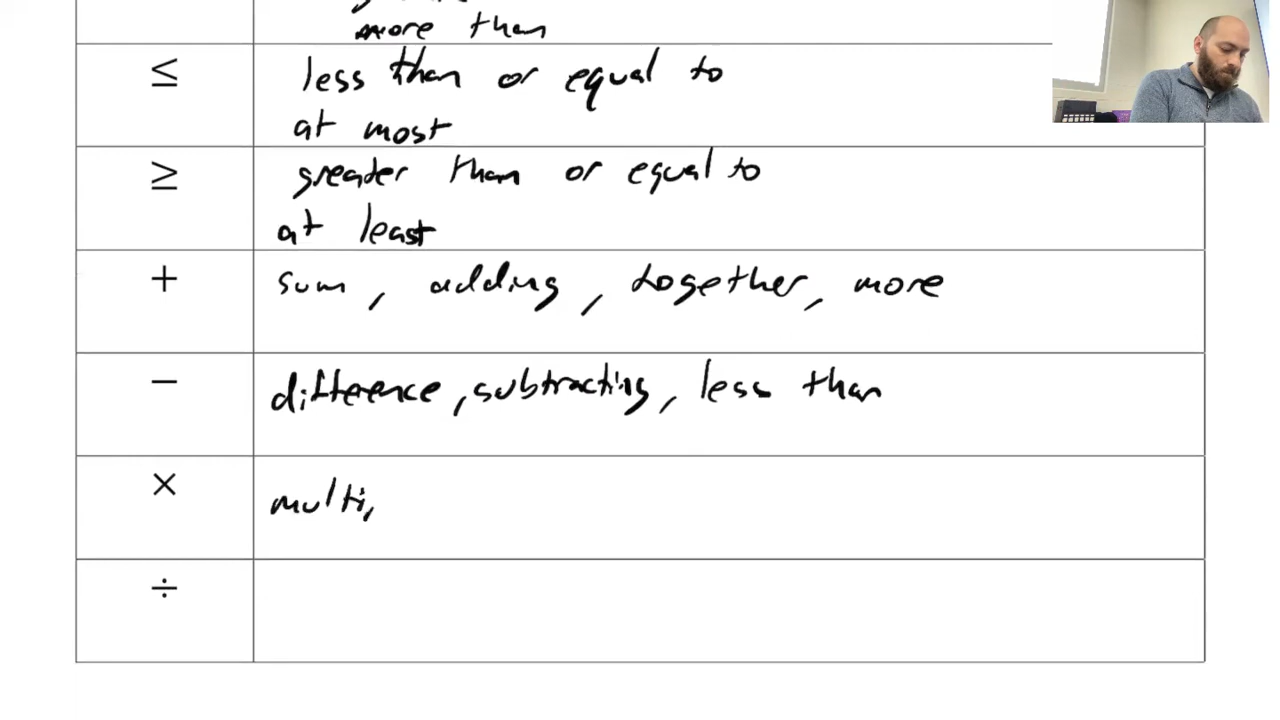 more than
≤ less than or equal to
at most
≥ greater than or equal to
at least
+ sum, adding, together, more
− difference, subtracting, less than
× multi,
÷